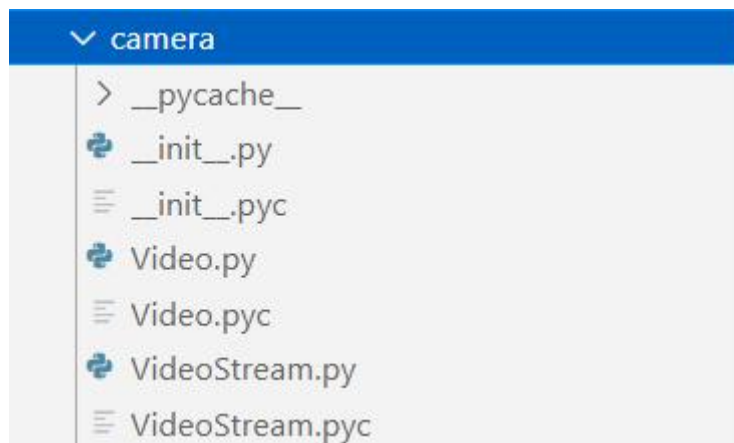 camera
__pycache__
__init__.py
__init__.pyc
Video.py
Video.pyc
VideoStream.py
VideoStream.pyc